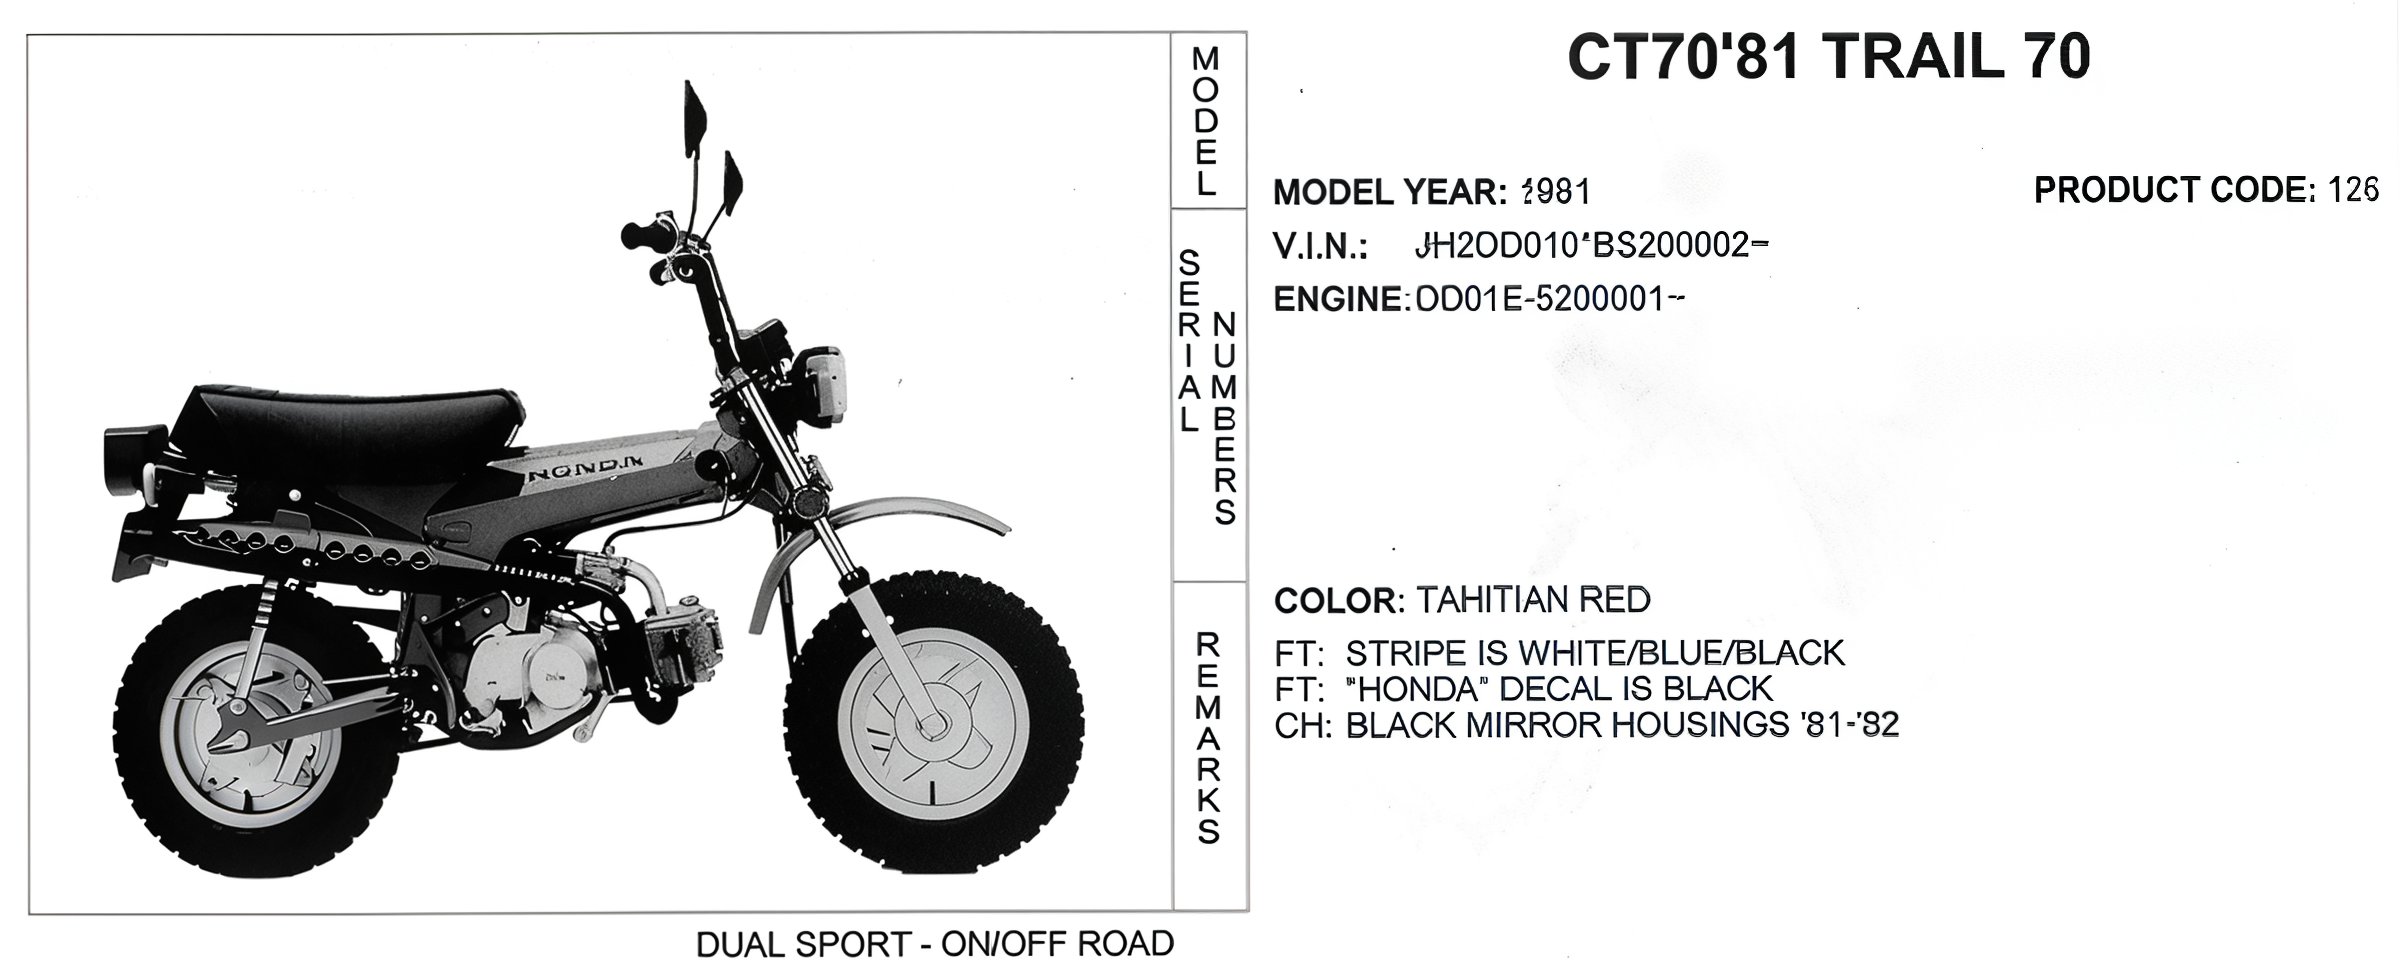 CT70'81 TRAIL 70
MODEL
SERIAL NUMBERS
REMARKS
MODEL YEAR: 1981
PRODUCT CODE: 126
V.I.N.: JH2OD010*BS200002~
ENGINE: OD01E-5200001~
HONDA
COLOR: TAHITIAN RED
FT: STRIPE IS WHITE/BLUE/BLACK
FT: "HONDA" DECAL IS BLACK
CH: BLACK MIRROR HOUSINGS '81-'82
DUAL SPORT - ON/OFF ROAD